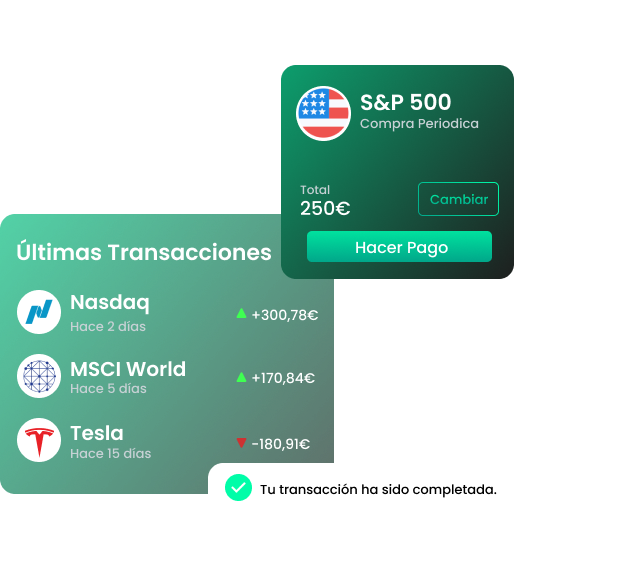 S&P 500
Compra Periodica
Total
250€
Cambiar
Hacer Pago
Últimas Transacciones
Nasdaq
Hace 2 días
+300,78€
MSCI World
Hace 5 días
+170,84€
Tesla
Hace 15 días
-180,91€
Tu transacción ha sido completada.